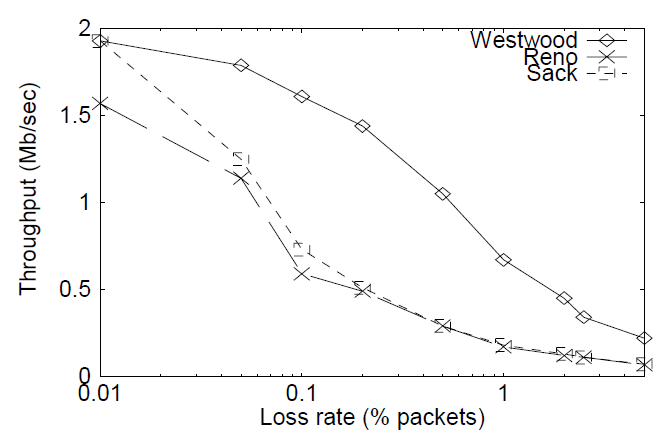 2
1.5
1
0.5
0
Throughput (Mb/sec)
Westwood
Reno
Sack
0.01
0.1
1
Loss rate (% packets)